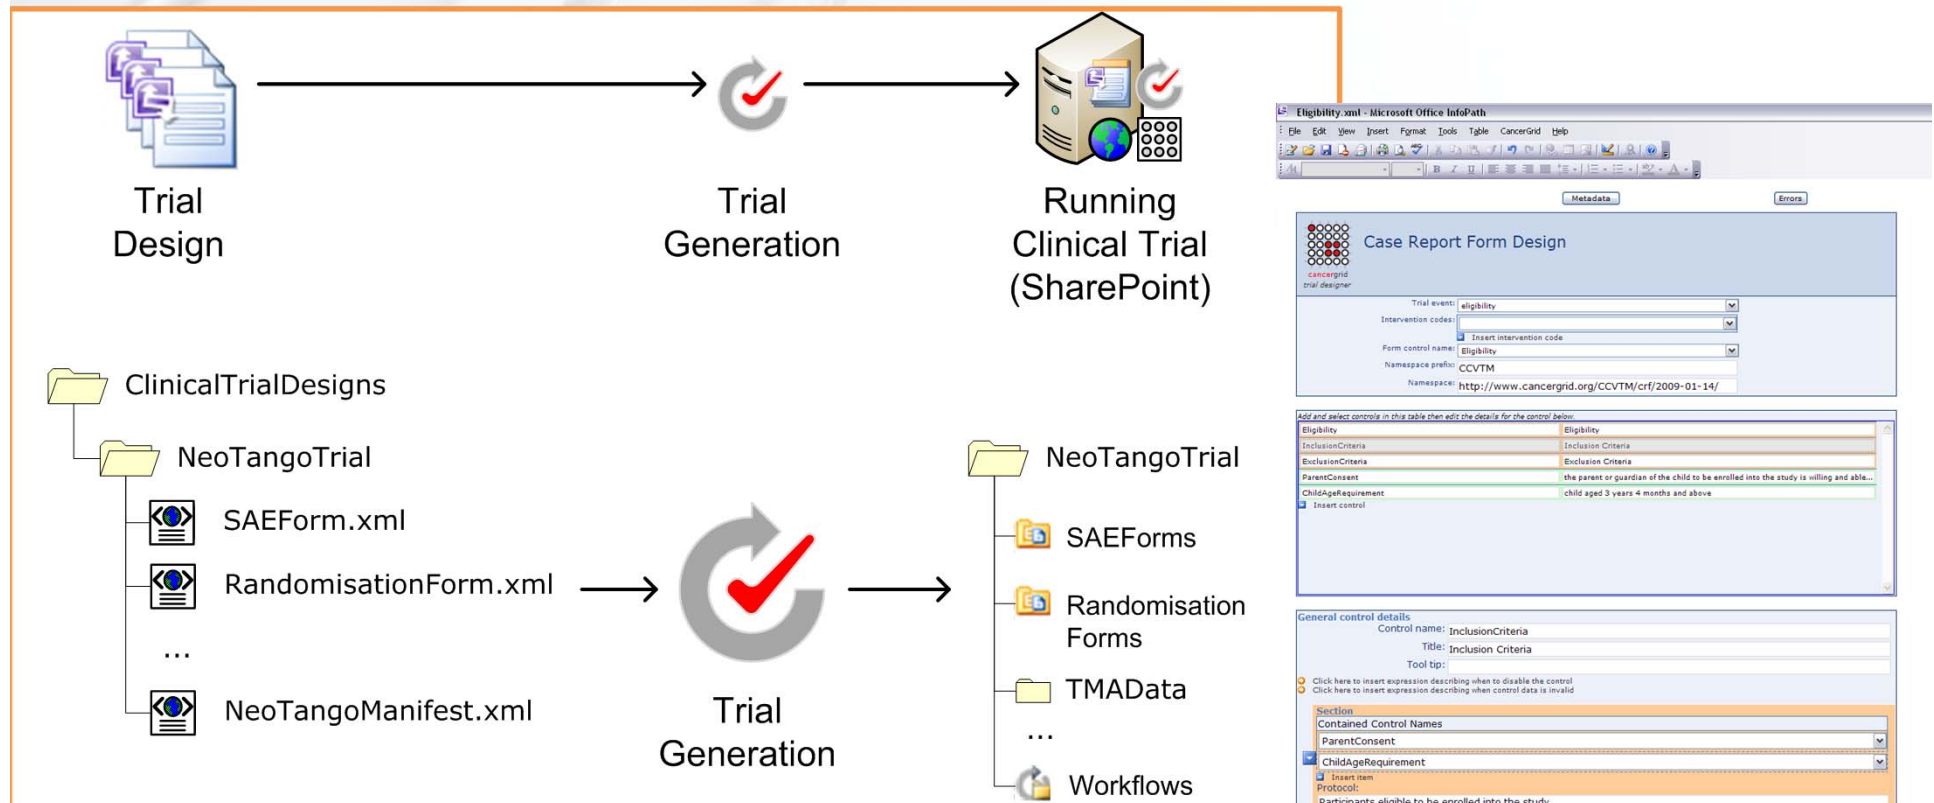 Trial
Design
Trial
Generation
Running
Clinical Trial
(SharePoint)
ClinicalTrialDesigns
NeoTangoTrial
SAEForm.xml
RandomisationForm.xml
...
NeoTangoManifest.xml
Trial
Generation
NeoTangoTrial
SAEForms
Randomisation
Forms
TMAData
...
Workflows
Eligibility.xml - Microsoft Office InfoPath
File Edit View Insert Format Tools Table CancerGrid Help
Metadata Errors
Case Report Form Design
cancergrid
trial designer
Trial event: eligibility
Intervention codes:
Insert intervention code
Form control name: Eligibility
Namespace prefix: CCVTM
Namespace: http://www.cancergrid.org/CCVTM/crf/2009-01-14/
Add and select controls in this table then edit the details for the control below.
Eligibility Eligibility
InclusionCriteria Inclusion Criteria
ExclusionCriteria Exclusion Criteria
ParentConsent the parent or guardian of the child to be enrolled into the study is willing and able...
ChildAgeRequirement child aged 3 years 4 months and above
Insert control
General control details
Control name: InclusionCriteria
Title: Inclusion Criteria
Tool tip:
Click here to insert expression describing when to disable the control
Click here to insert expression describing when control data is invalid
Section
Contained Control Names
ParentConsent
ChildAgeRequirement
Insert item
Protocol:
Participants eligible to be enrolled into the study